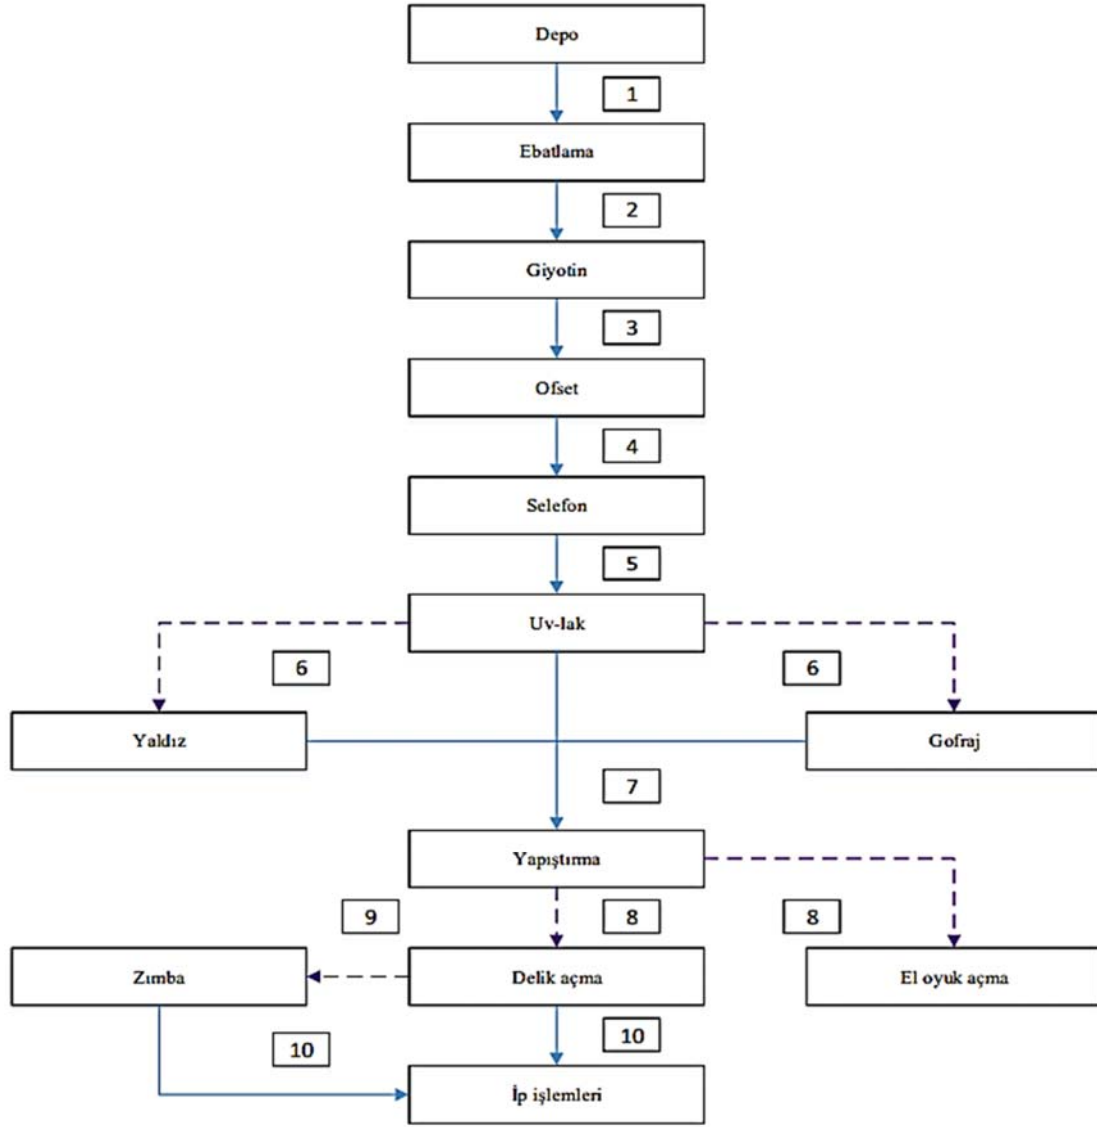 Depo
1
Ebatlama
2
Giyotin
3
Ofset
4
Selefon
5
Uv-lak
6
6
Yaldız
Gofraj
7
Yapıştırma
9
8
8
Zımba
Delik açma
El oyuk açma
10
10
İp işlemleri